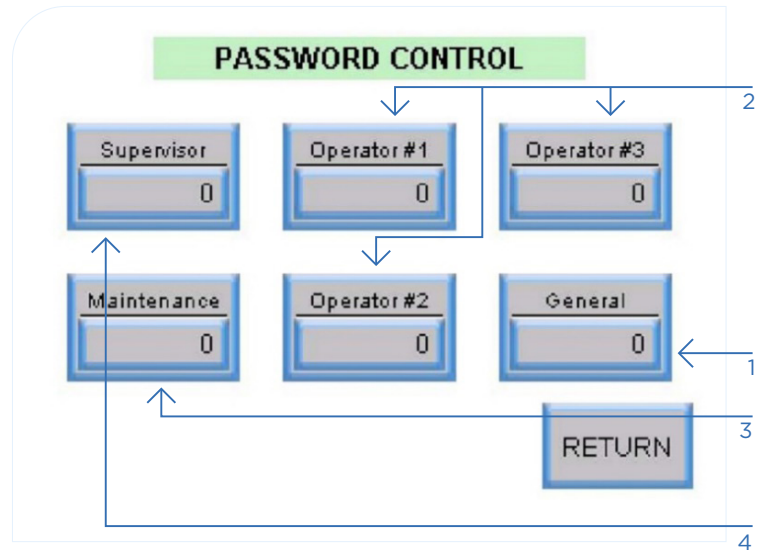 PASSWORD CONTROL
2
Supervisor
Operator #1
Operator #3
0
0
0
Maintenance
Operator #2
General
0
0
0
1
3
RETURN
4